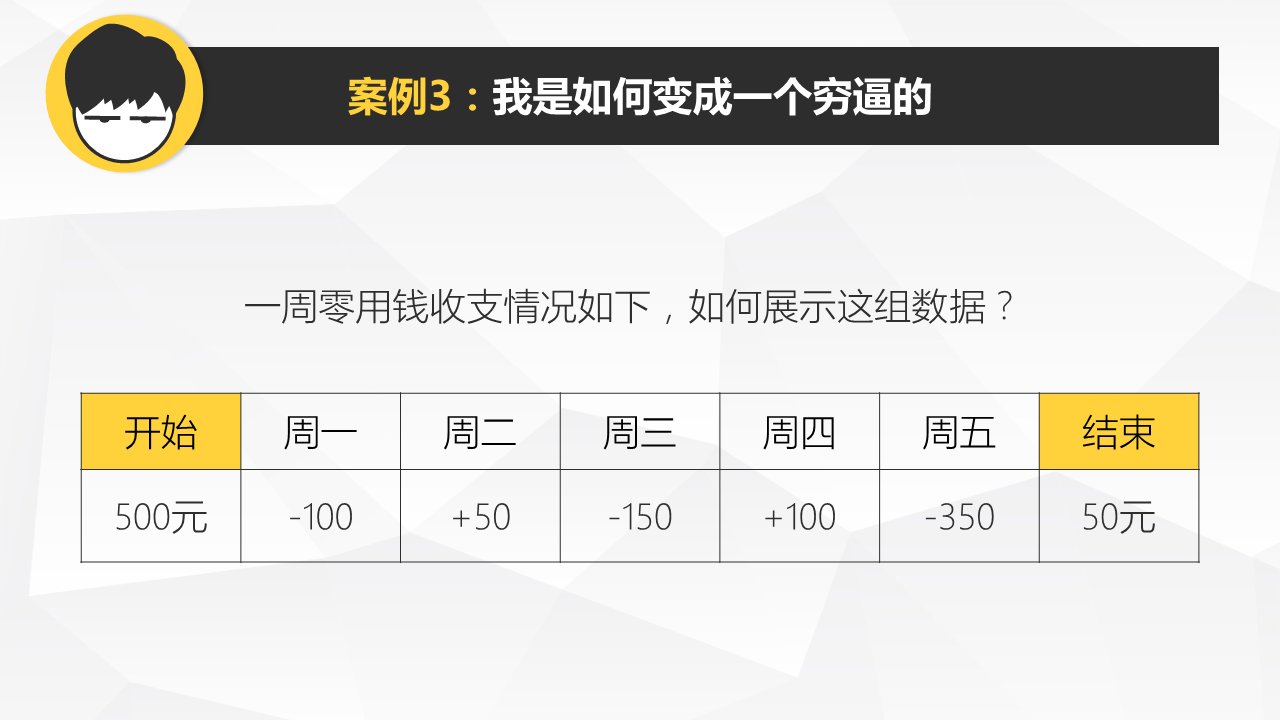 案例3：我是如何变成一个穷逼的
一周零用钱收支情况如下，如何展示这组数据？
开始 周一 周二 周三 周四 周五 结束
500元 -100 +50 -150 +100 -350 50元